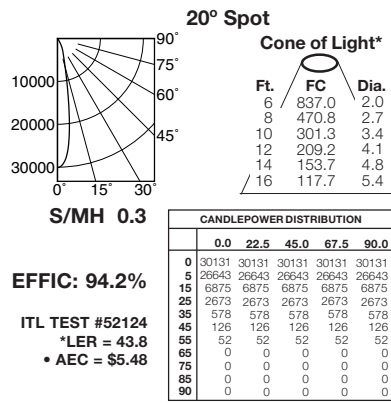 20º Spot
90˚
75˚
60˚
45˚
10000
20000
30000
0˚ 15˚ 30˚
Cone of Light*
Ft. FC Dia.
6 837.0 2.0
8 470.8 2.7
10 301.3 3.4
12 209.2 4.1
14 153.7 4.8
16 117.7 5.4
S/MH 0.3
EFFIC: 94.2%
ITL TEST #52124
*LER = 43.8
• AEC = $5.48
CANDLEPOWER DISTRIBUTION
0.0 22.5 45.0 67.5 90.0
0 30131 30131 30131 30131 30131
5 26643 26643 26643 26643 26643
15 6875 6875 6875 6875 6875
25 2673 2673 2673 2673 2673
35 578 578 578 578 578
45 126 126 126 126 126
55 52 52 52 52 52
65 0 0 0 0 0
75 0 0 0 0 0
85 0 0 0 0 0
90 0 0 0 0 0